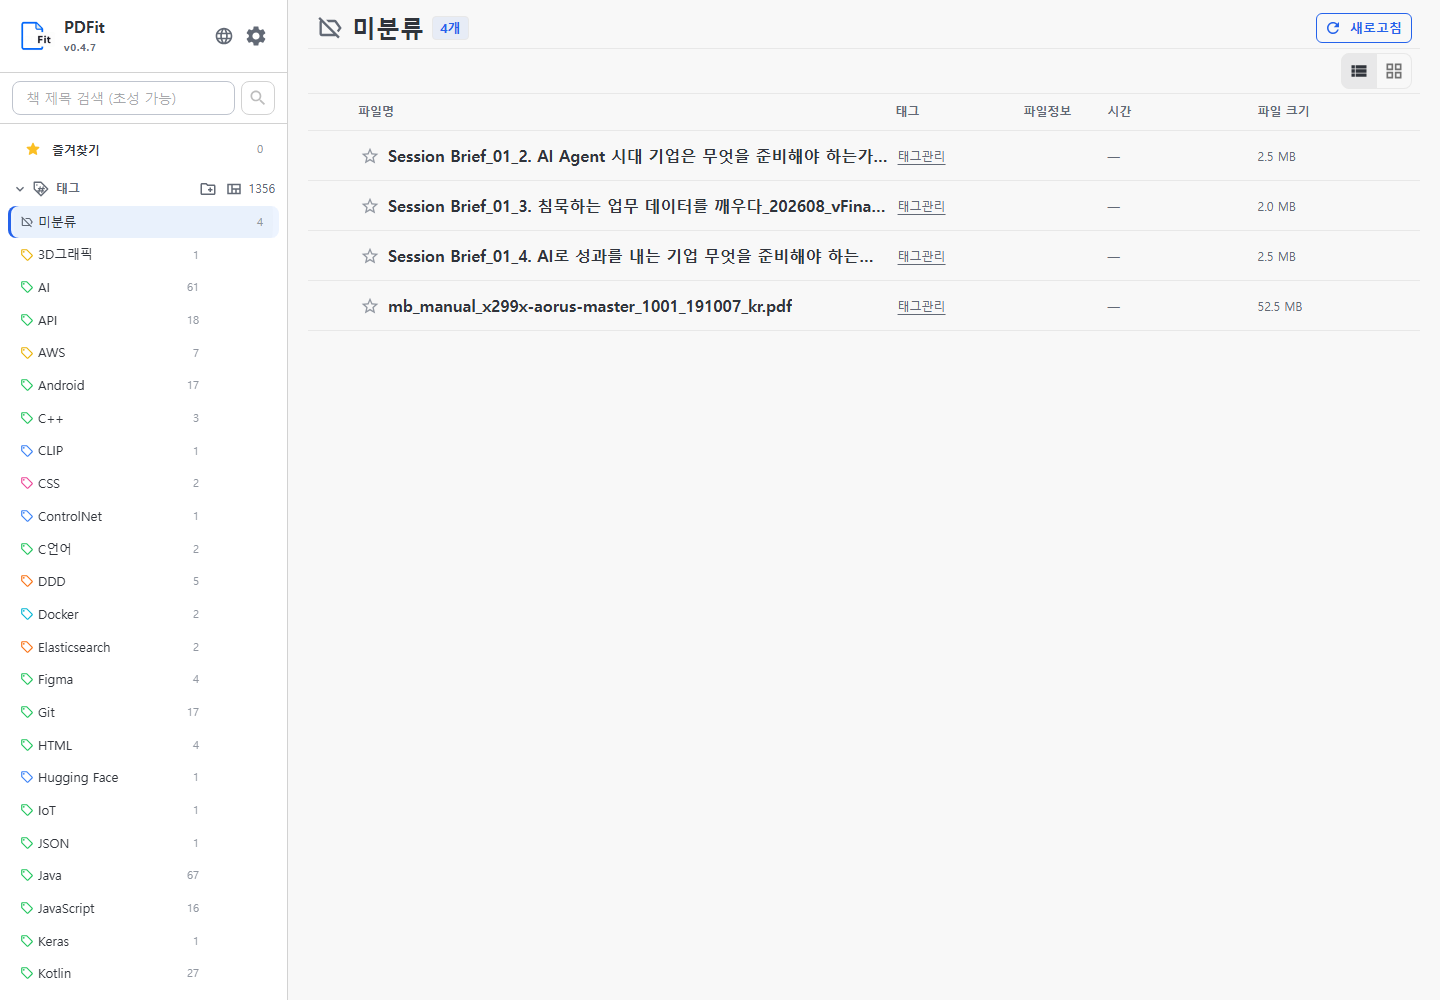 Fit
PDFit
v0.4.7
책 제목 검색 (초성 가능)
즐겨찾기 0
태그 1356
미분류 4
3D그래픽 1
AI 61
API 18
AWS 7
Android 17
C++ 3
CLIP 1
CSS 2
ControlNet 1
C언어 2
DDD 5
Docker 2
Elasticsearch 2
Figma 4
Git 17
HTML 4
Hugging Face 1
IoT 1
JSON 1
Java 67
JavaScript 16
Keras 1
Kotlin 27
미분류 4개
새로고침
파일명 태그 파일정보 시간 파일 크기
Session Brief_01_2. AI Agent 시대 기업은 무엇을 준비해야 하는가... 태그관리 — 2.5 MB
Session Brief_01_3. 침묵하는 업무 데이터를 깨우다_202608_vFina... 태그관리 — 2.0 MB
Session Brief_01_4. AI로 성과를 내는 기업 무엇을 준비해야 하는... 태그관리 — 2.5 MB
mb_manual_x299x-aorus-master_1001_191007_kr.pdf 태그관리 — 52.5 MB